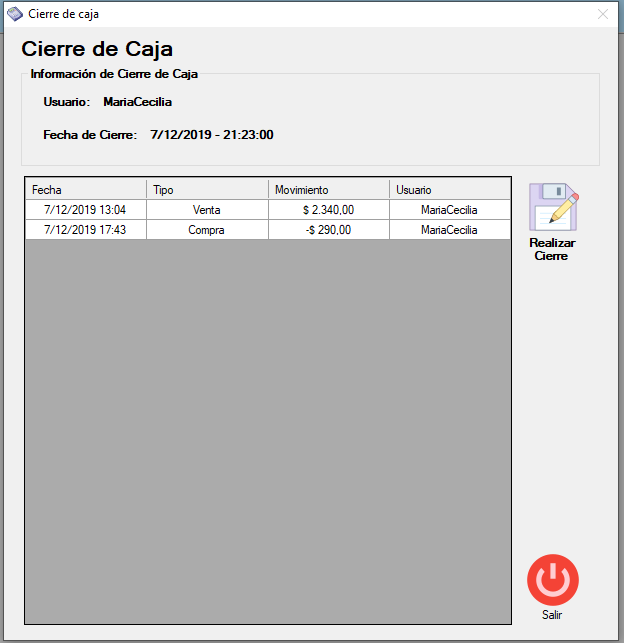 Cierre de caja
Cierre de Caja
Información de Cierre de Caja
Usuario: MariaCecilia
Fecha de Cierre: 7/12/2019 - 21:23:00
Fecha Tipo Movimiento Usuario
7/12/2019 13:04 Venta $ 2.340,00 MariaCecilia
7/12/2019 17:43 Compra -$ 290,00 MariaCecilia
Realizar
Cierre
Salir